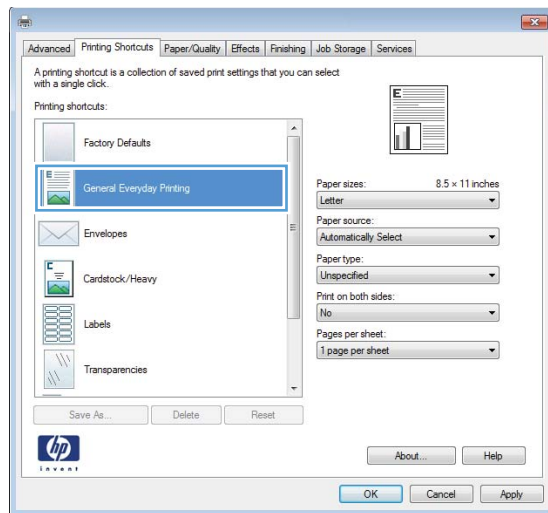 Advanced Printing Shortcuts Paper/Quality Effects Finishing Job Storage Services
A printing shortcut is a collection of saved print settings that you can select
with a single click.
Printing shortcuts:
Factory Defaults
General Everyday Printing
Envelopes
Cardstock/Heavy
Labels
Transparencies
Save As... Delete Reset
E
Paper sizes: 8.5 × 11 inches
Letter
Paper source:
Automatically Select
Paper type:
Unspecified
Print on both sides:
No
Pages per sheet:
1 page per sheet
hp
invent
About... Help
OK Cancel Apply